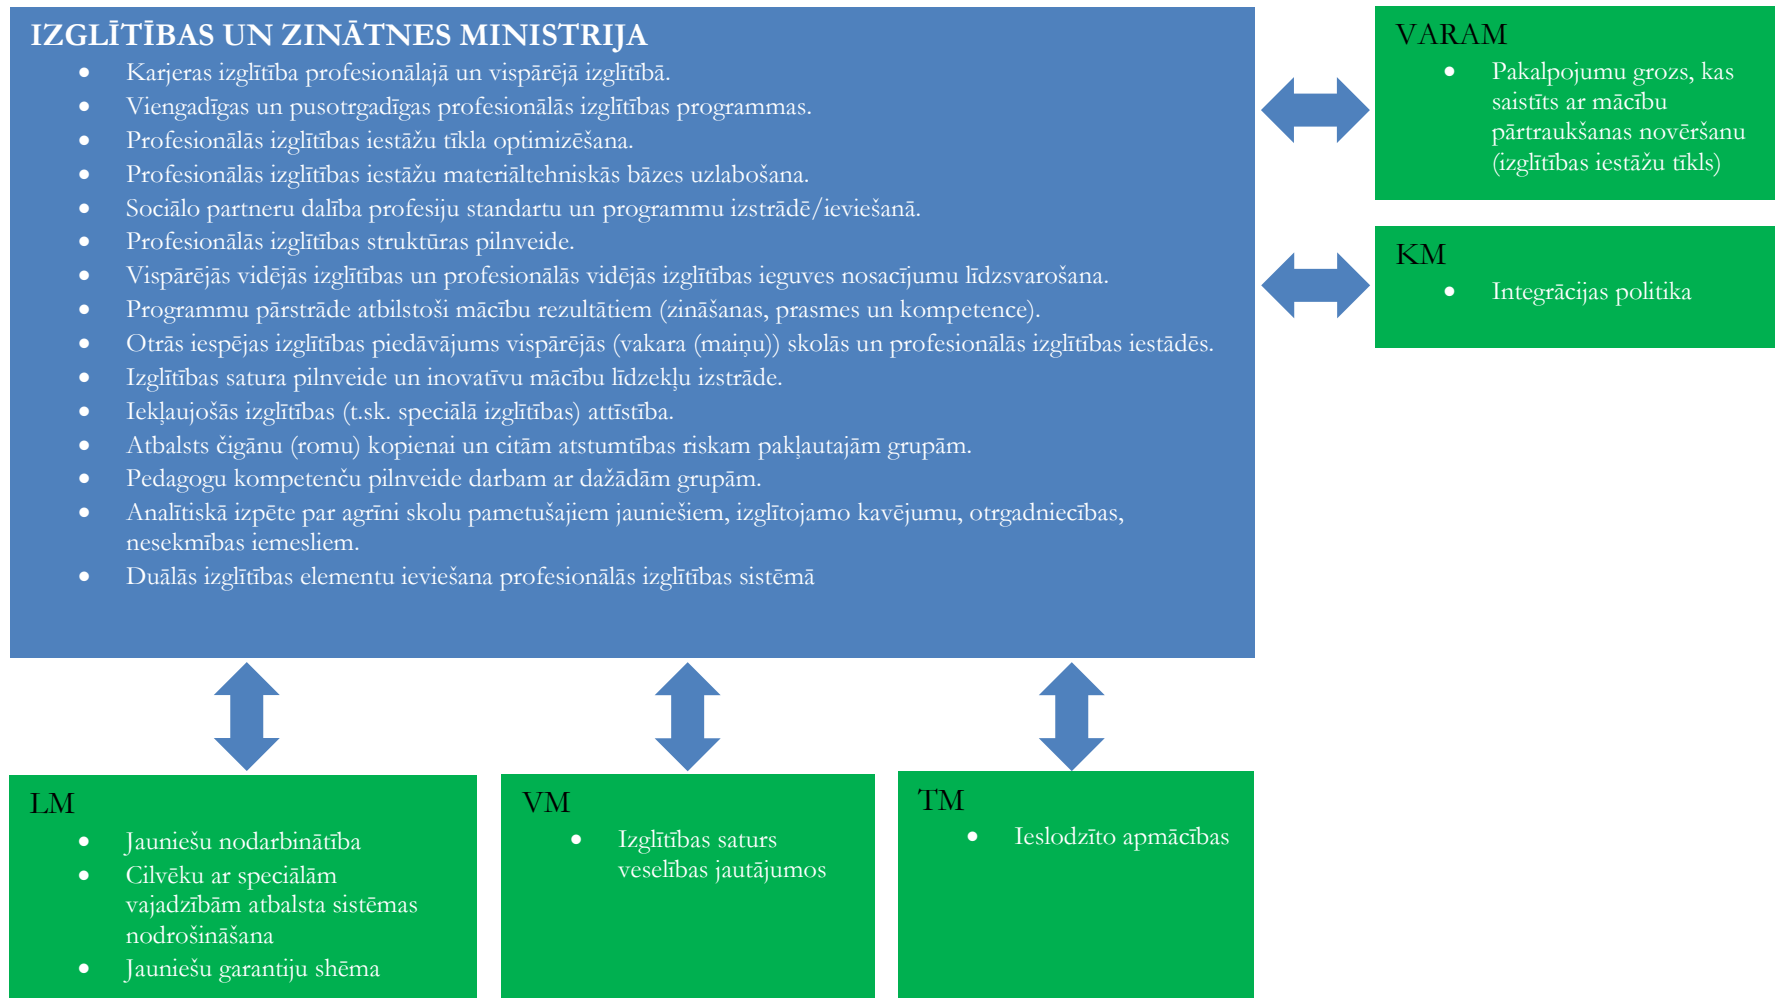 IZGLĪTĪBAS UN ZINĀTNES MINISTRIJA
• Karjeras izglītība profesionālajā un vispārējā izglītībā.
• Viengadīgas un pusotrgadīgas profesionālās izglītības programmas.
• Profesionālās izglītības iestāžu tīkla optimizēšana.
• Profesionālās izglītības iestāžu materiāltehniskās bāzes uzlabošana.
• Sociālo partneru dalība profesiju standartu un programmu izstrādē/ieviešanā.
• Profesionālās izglītības struktūras pilnveide.
• Vispārējās vidējās izglītības un profesionālās vidējās izglītības ieguves nosacījumu līdzsvarošana.
• Programmu pārstrāde atbilstoši mācību rezultātiem (zināšanas, prasmes un kompetence).
• Otrās iespējas izglītības piedāvājums vispārējās (vakara (maiņu)) skolās un profesionālās izglītības iestādēs.
• Izglītības satura pilnveide un inovatīvu mācību līdzekļu izstrāde.
• Iekļaujošās izglītības (t.sk. speciālā izglītības) attīstība.
• Atbalsts čigānu (romu) kopienai un citām atstumtības riskam pakļautajām grupām.
• Pedagogu kompetenču pilnveide darbam ar dažādām grupām.
• Analītiskā izpēte par agrīni skolu pametušajiem jauniešiem, izglītojamo kavējumu, otrgadniecības,
nesekmības iemesliem.
• Duālās izglītības elementu ieviešana profesionālās izglītības sistēmā
VARAM
• Pakalpojumu grozs, kas
saistīts ar mācību
pārtraukšanas novēršanu
(izglītības iestāžu tīkls)
KM
• Integrācijas politika
LM
• Jauniešu nodarbinātība
• Cilvēku ar speciālām
vajadzībām atbalsta sistēmas
nodrošināšana
• Jauniešu garantiju shēma
VM
• Izglītības saturs
veselības jautājumos
TM
• Ieslodzīto apmācības